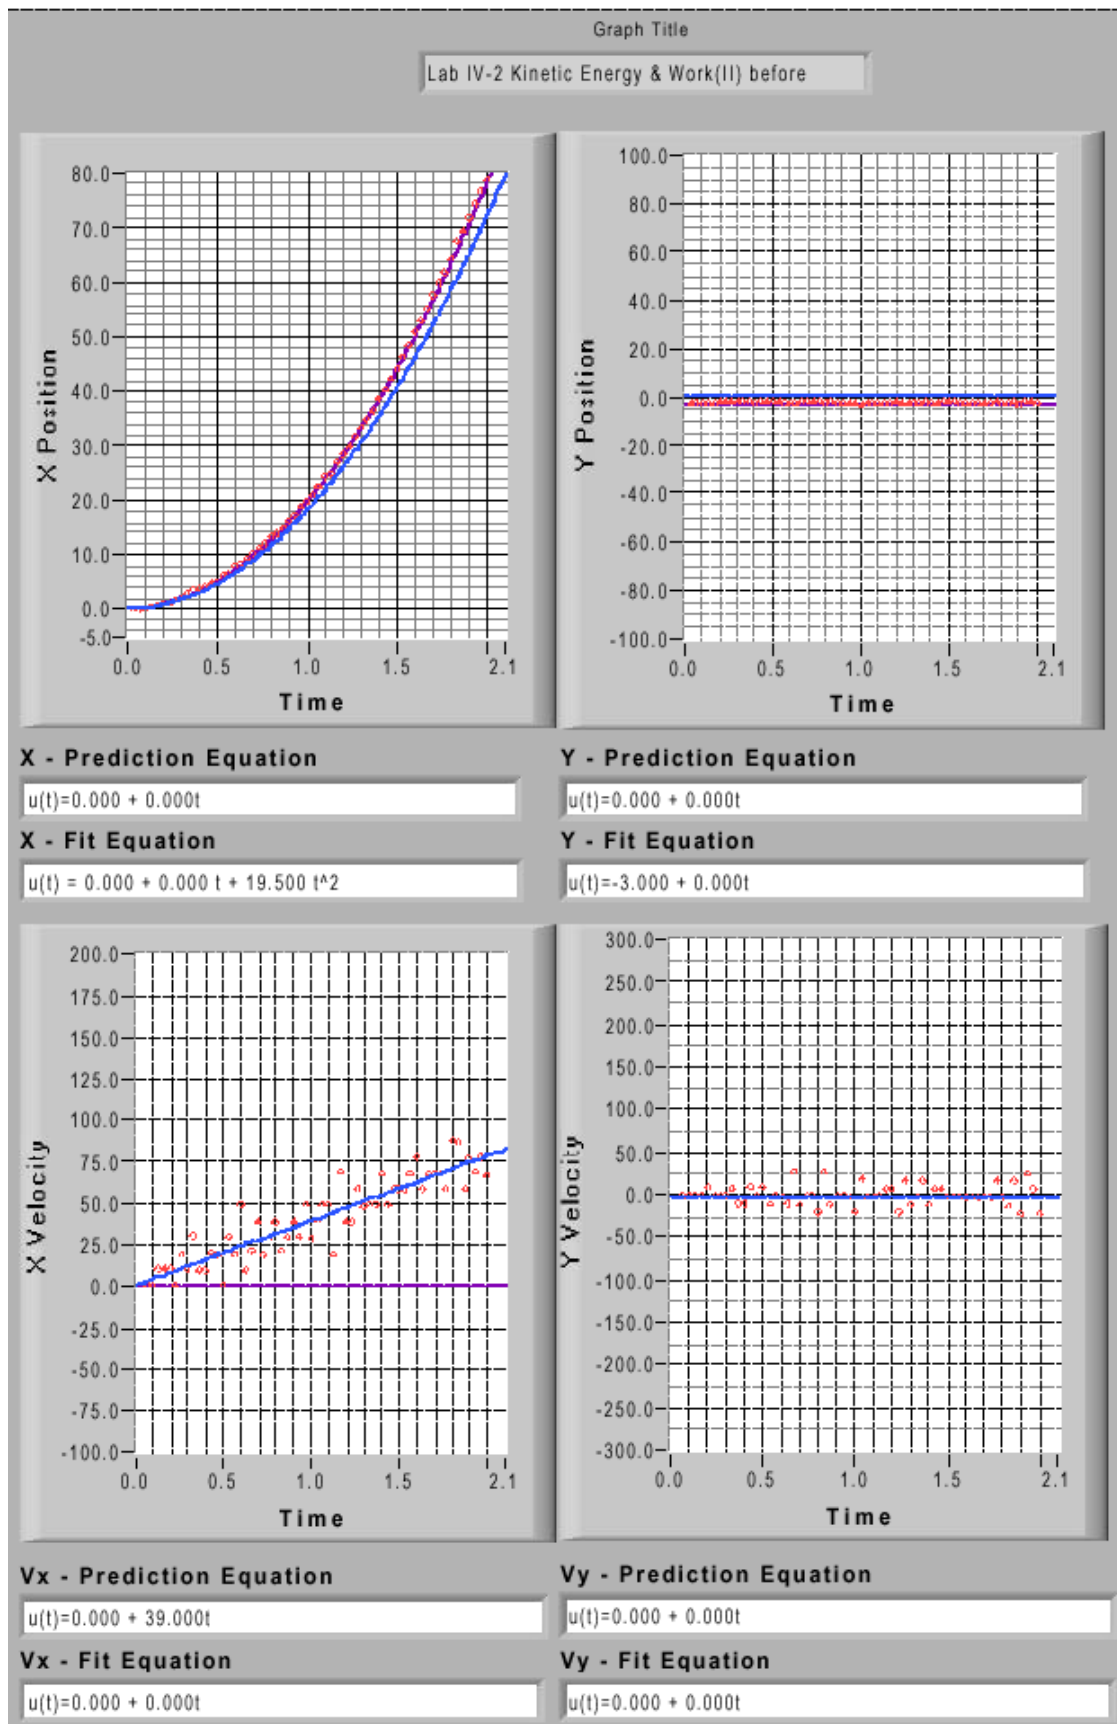 Graph Title
Lab IV-2 Kinetic Energy & Work(II) before
80.0
70.0
60.0
50.0
40.0
30.0
20.0
10.0
0.0
-5.0
X Position
0.0 0.5 1.0 1.5 2.1
Time
100.0
80.0
60.0
40.0
20.0
0.0
-20.0
-40.0
-60.0
-80.0
-100.0
Y Position
0.0 0.5 1.0 1.5 2.1
Time
X - Prediction Equation
u(t)=0.000 + 0.000t
Y - Prediction Equation
u(t)=0.000 + 0.000t
X - Fit Equation
u(t) = 0.000 + 0.000 t + 19.500 t^2
Y - Fit Equation
u(t)=-3.000 + 0.000t
200.0
175.0
150.0
125.0
100.0
75.0
50.0
25.0
0.0
-25.0
-50.0
-75.0
-100.0
X Velocity
0.0 0.5 1.0 1.5 2.1
Time
300.0
250.0
200.0
150.0
100.0
50.0
0.0
-50.0
-100.0
-150.0
-200.0
-250.0
-300.0
Y Velocity
0.0 0.5 1.0 1.5 2.1
Time
Vx - Prediction Equation
u(t)=0.000 + 39.000t
Vy - Prediction Equation
u(t)=0.000 + 0.000t
Vx - Fit Equation
u(t)=0.000 + 0.000t
Vy - Fit Equation
u(t)=0.000 + 0.000t